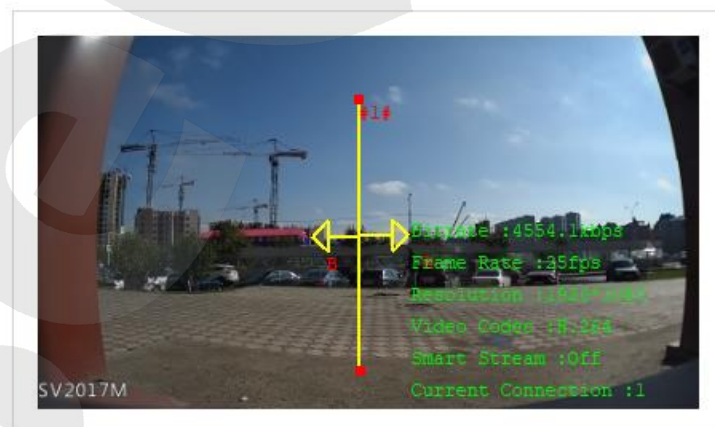 #1#
Bitrate :4554.1kbps
B
Frame Rate :25fps
Resolution
Video Codec :H.264
Smart Stream :Off
SV2017M
Current Connection :1